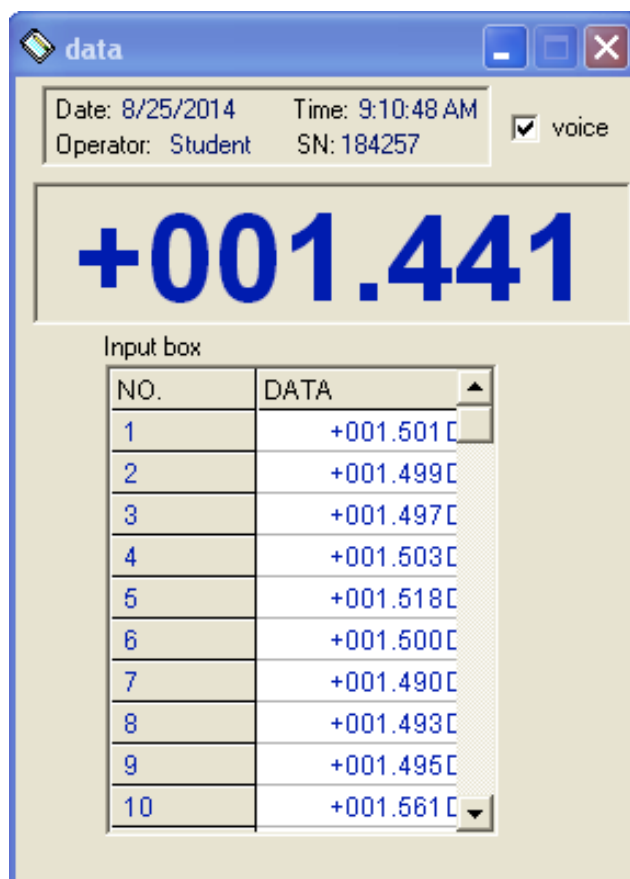 data
Date: 8/25/2014 Time: 9:10:48 AM
Operator: Student SN: 184257
voice
+001.441
Input box
NO. DATA
1 +001.501
2 +001.499
3 +001.497
4 +001.503
5 +001.518
6 +001.500
7 +001.490
8 +001.493
9 +001.495
10 +001.561